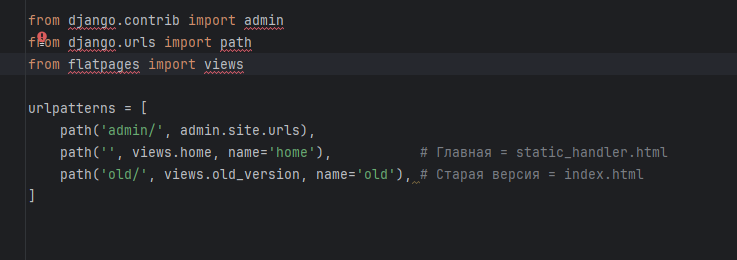 from django.contrib import admin
from django.urls import path
from flatpages import views

urlpatterns = [
    path('admin/', admin.site.urls),
    path('', views.home, name='home'),           # Главная = static_handler.html
    path('old/', views.old_version, name='old'), # Старая версия = index.html
]